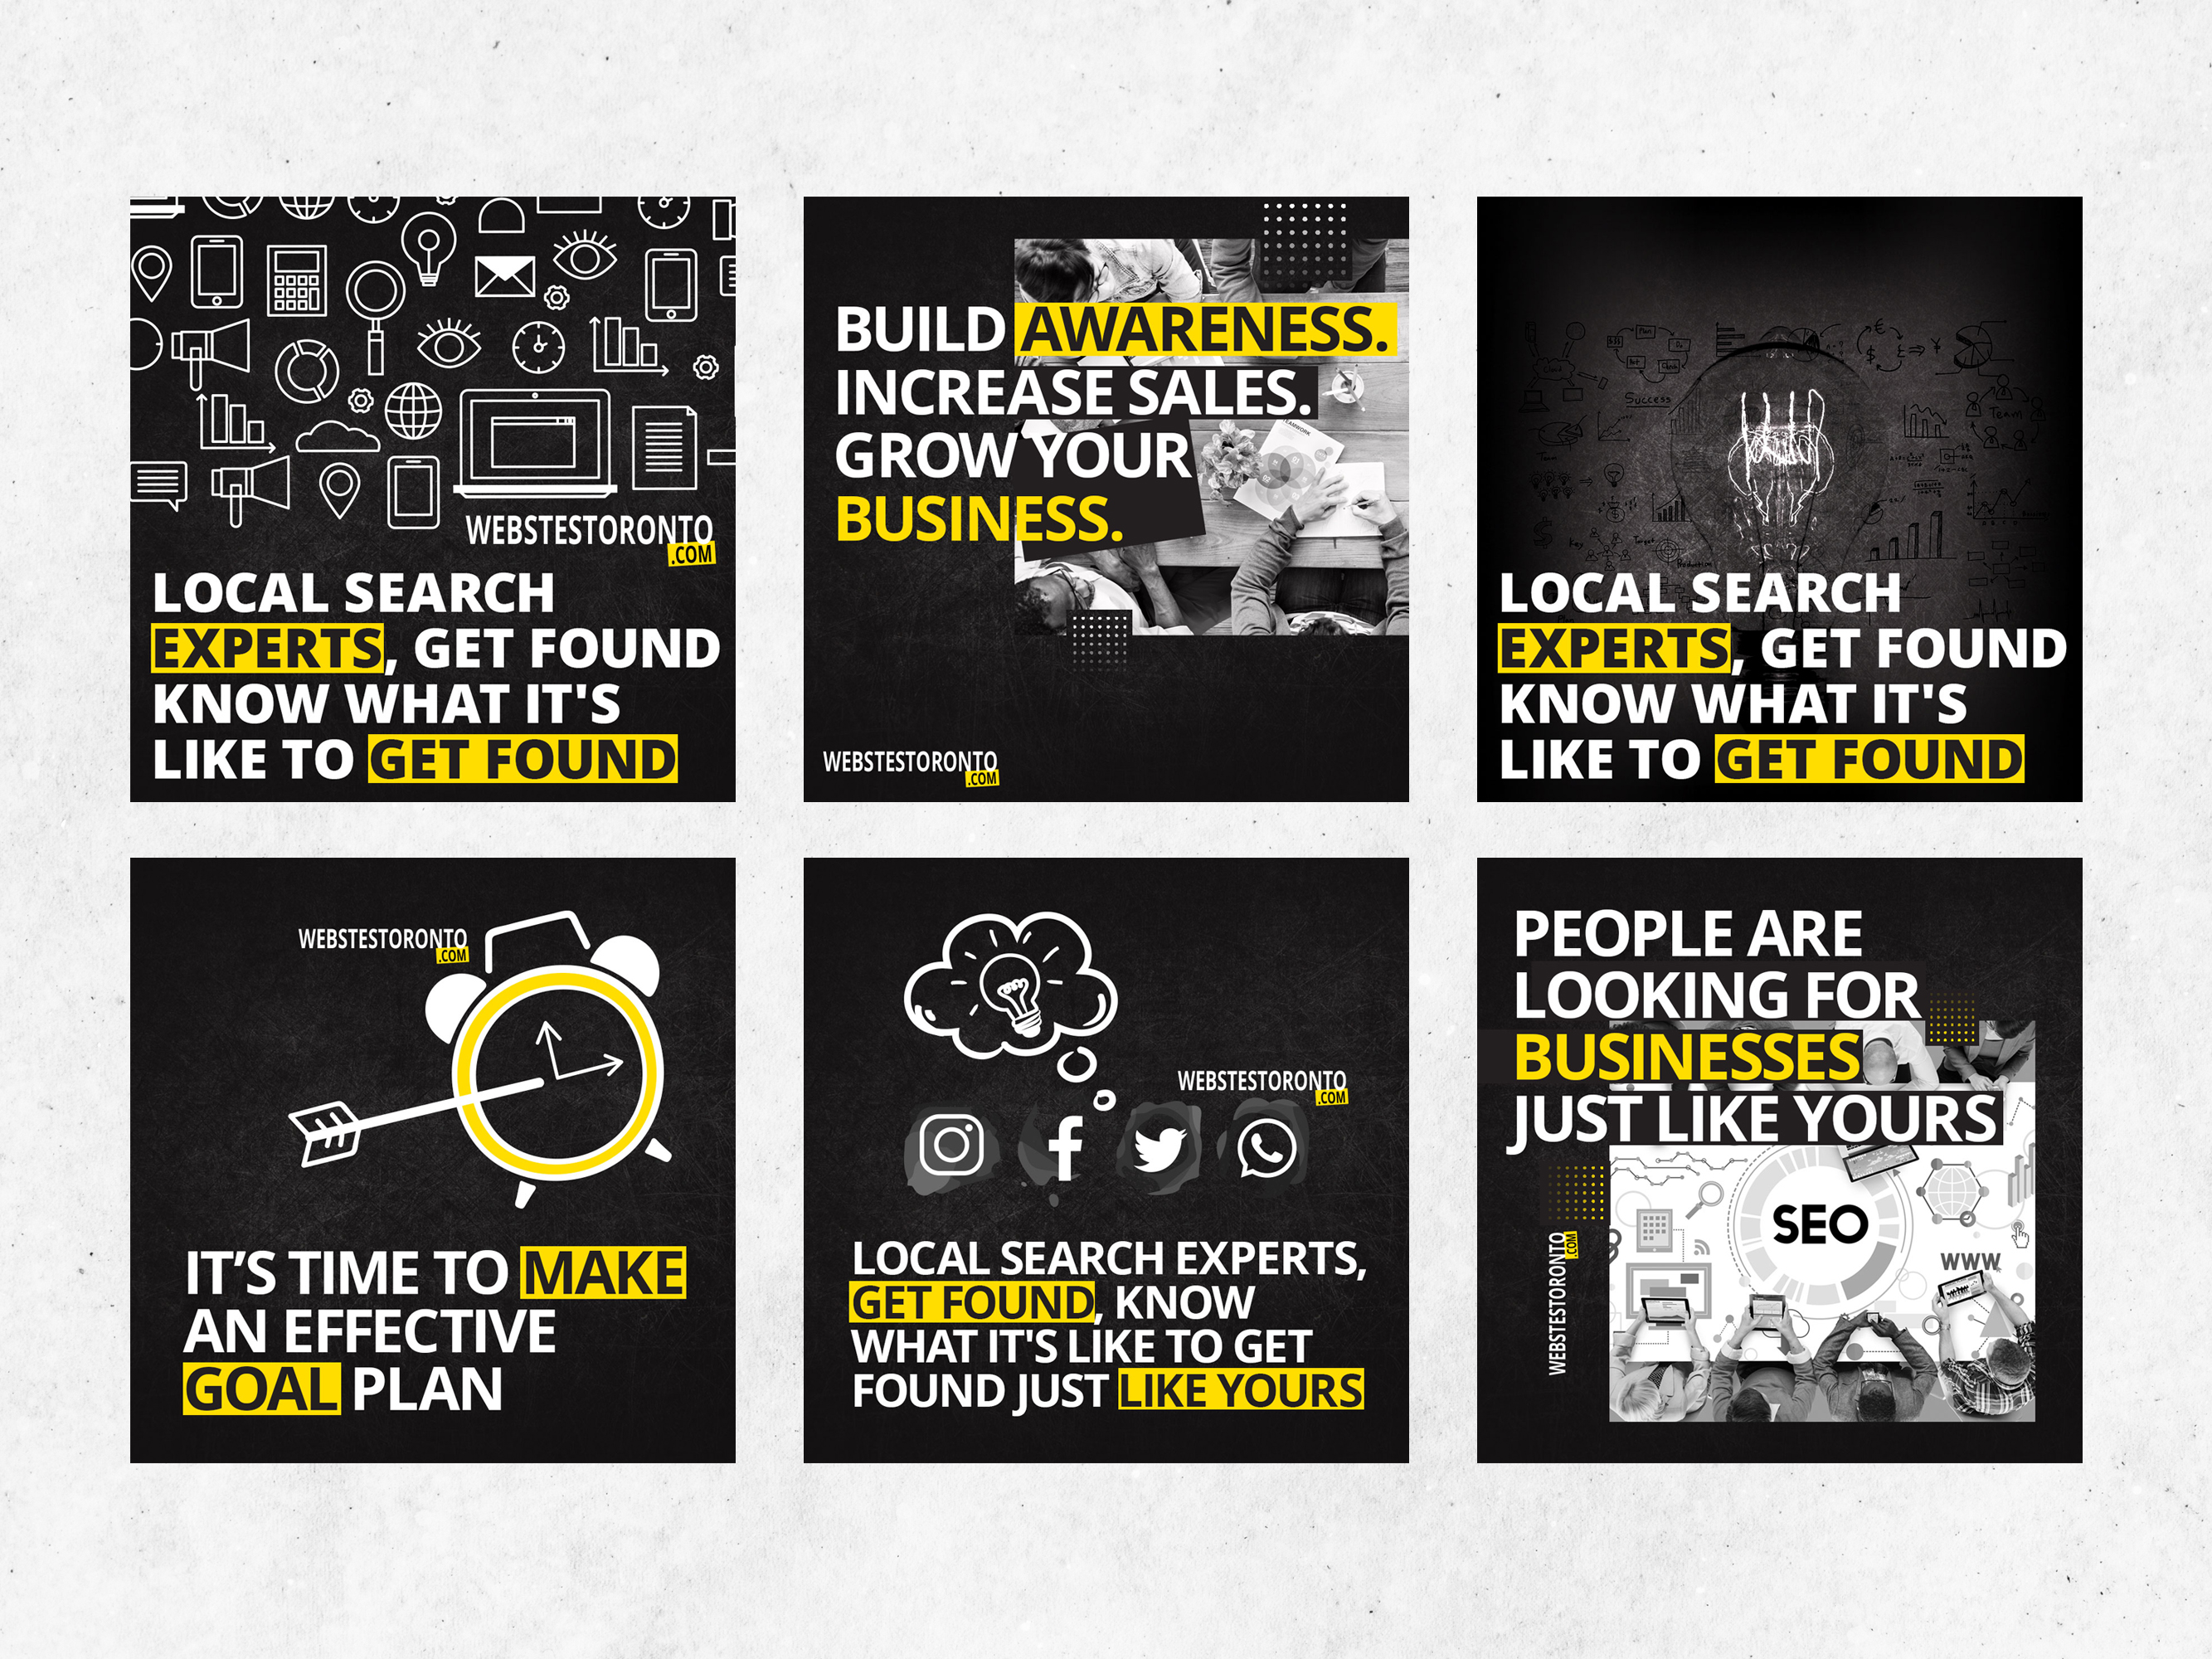 WEBSTESTORONTO
.COM
LOCAL SEARCH
EXPERTS, GET FOUND
KNOW WHAT IT'S
LIKE TO GET FOUND
BUILD AWARENESS.
INCREASE SALES.
GROW YOUR
BUSINESS.
TEAMWORK
WEBSTESTORONTO
.COM
Success
Team
Team
Key
Target
Production
LOCAL SEARCH
EXPERTS, GET FOUND
KNOW WHAT IT'S
LIKE TO GET FOUND
WEBSTESTORONTO
.COM
IT’S TIME TO MAKE
AN EFFECTIVE
GOAL PLAN
WEBSTESTORONTO
.COM
LOCAL SEARCH EXPERTS,
GET FOUND, KNOW
WHAT IT'S LIKE TO GET
FOUND JUST LIKE YOURS
PEOPLE ARE
LOOKING FOR
BUSINESSES
JUST LIKE YOURS
SEO
WWW
WEBSTESTORONTO
.COM